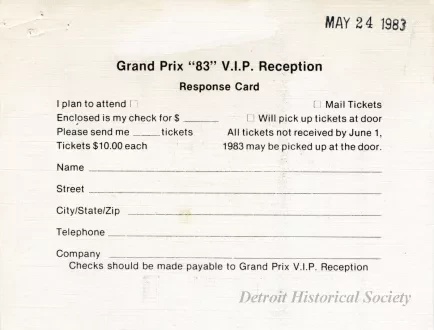 MAY 24 1983
Grand Prix "83" V.I.P. Reception
Response Card
I plan to attend □ □ Mail Tickets
Enclosed is my check for $ ______ □ Will pick up tickets at door
Please send me _____ tickets All tickets not received by June 1,
Tickets $10.00 each 1983 may be picked up at the door.
Name
Street
City/State/Zip
Telephone
Company
Checks should be made payable to Grand Prix V.I.P. Reception
Detroit Historical Society